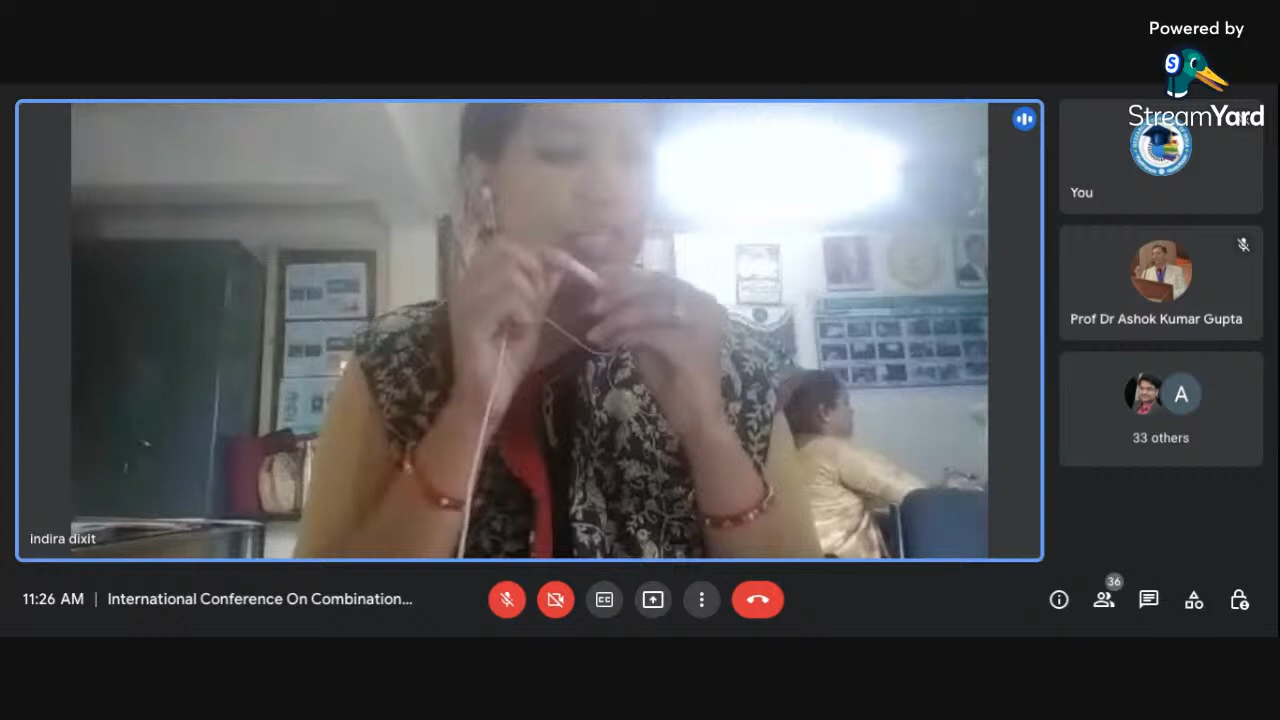 Powered by
StreamYard
You
Prof Dr Ashok Kumar Gupta
A
33 others
indira dixit
11:26 AM | International Conference On Combination...
CC
36